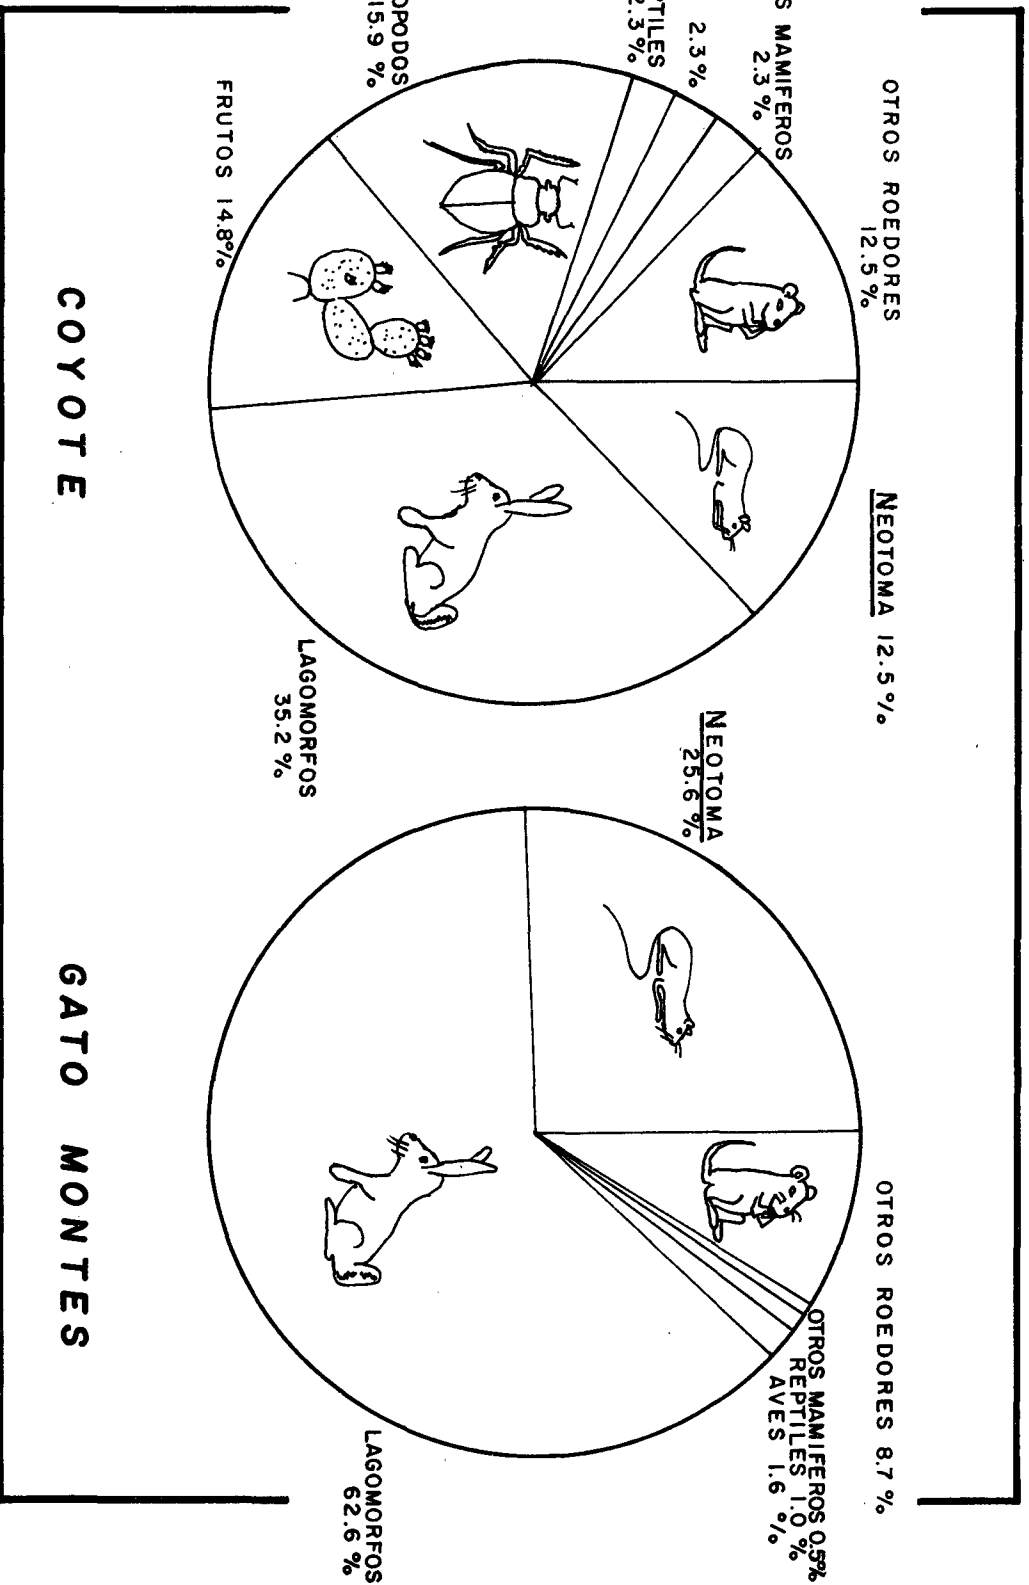 OTROS ROEDORES
12.5%
MAMIFEROS
2.3%
2.3%
2.3%
15.9 %
FRUTOS 14.8%
NEOTOMA 12.5%
LAGOMORFOS
35.2 %
COYOTE
NEOTOMA
25.6 %
OTROS ROEDORES 8.7 %
OTROS MAMIFEROS 0.5%
REPTILES 1.0 %
AVES 1.6 %
LAGOMORFOS
62.6 %
GATO MONTES